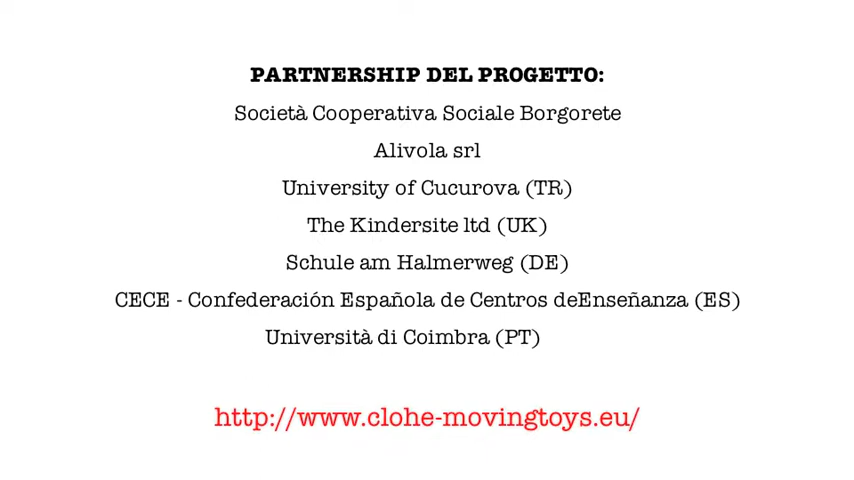 PARTNERSHIP DEL PROGETTO:
Società Cooperativa Sociale Borgorete
Alivola srl
University of Cucurova (TR)
The Kindersite ltd (UK)
Schule am Halmerweg (DE)
CECE - Confederación Española de Centros deEnseñanza (ES)
Università di Coimbra (PT)
http://www.clohe-movingtoys.eu/